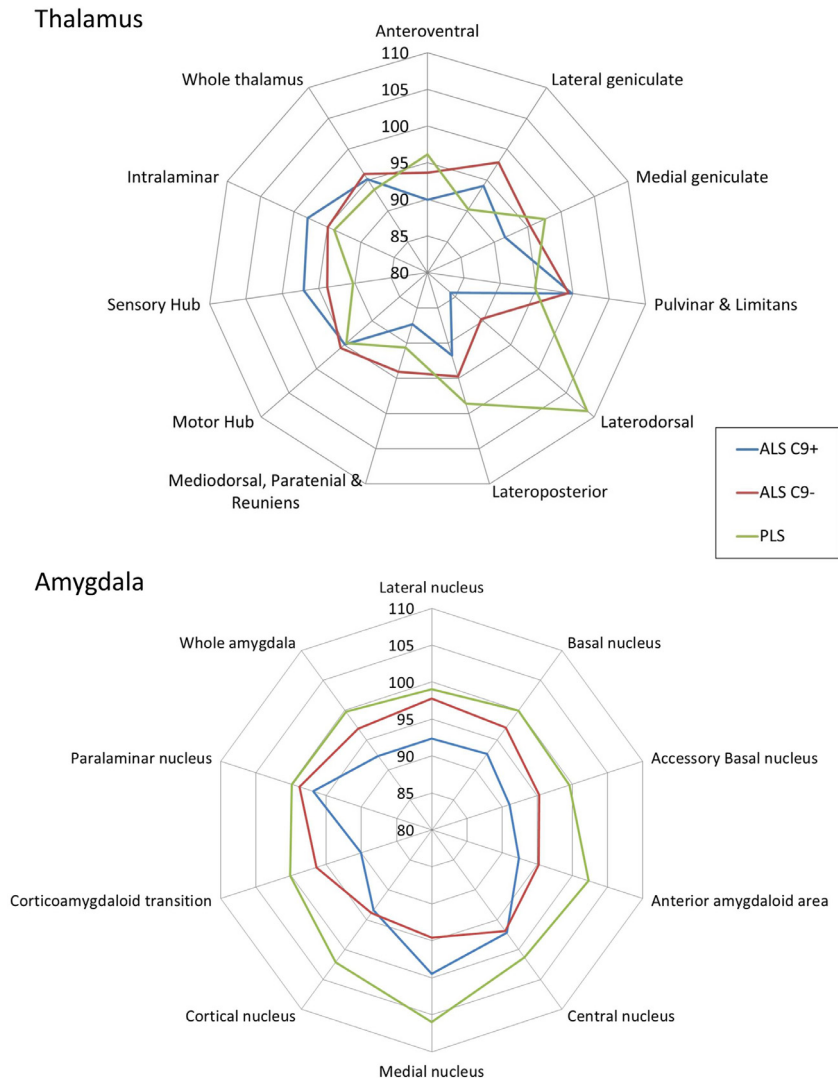 Thalamus
Anteroventral
110
Whole thalamus
Lateral geniculate
105
100
Intralaminar
95
Medial geniculate
90
85
80
Sensory Hub
Pulvinar & Limitans
Motor Hub
Laterodorsal
Mediodorsal, Paratenial &
Reuniens
Lateroposterior
ALS C9+
ALS C9-
PLS
Amygdala
Lateral nucleus
110
Whole amygdala
Basal nucleus
105
100
95
Paralaminar nucleus
Accessory Basal nucleus
90
85
80
Corticoamygdaloid transition
Anterior amygdaloid area
Cortical nucleus
Central nucleus
Medial nucleus